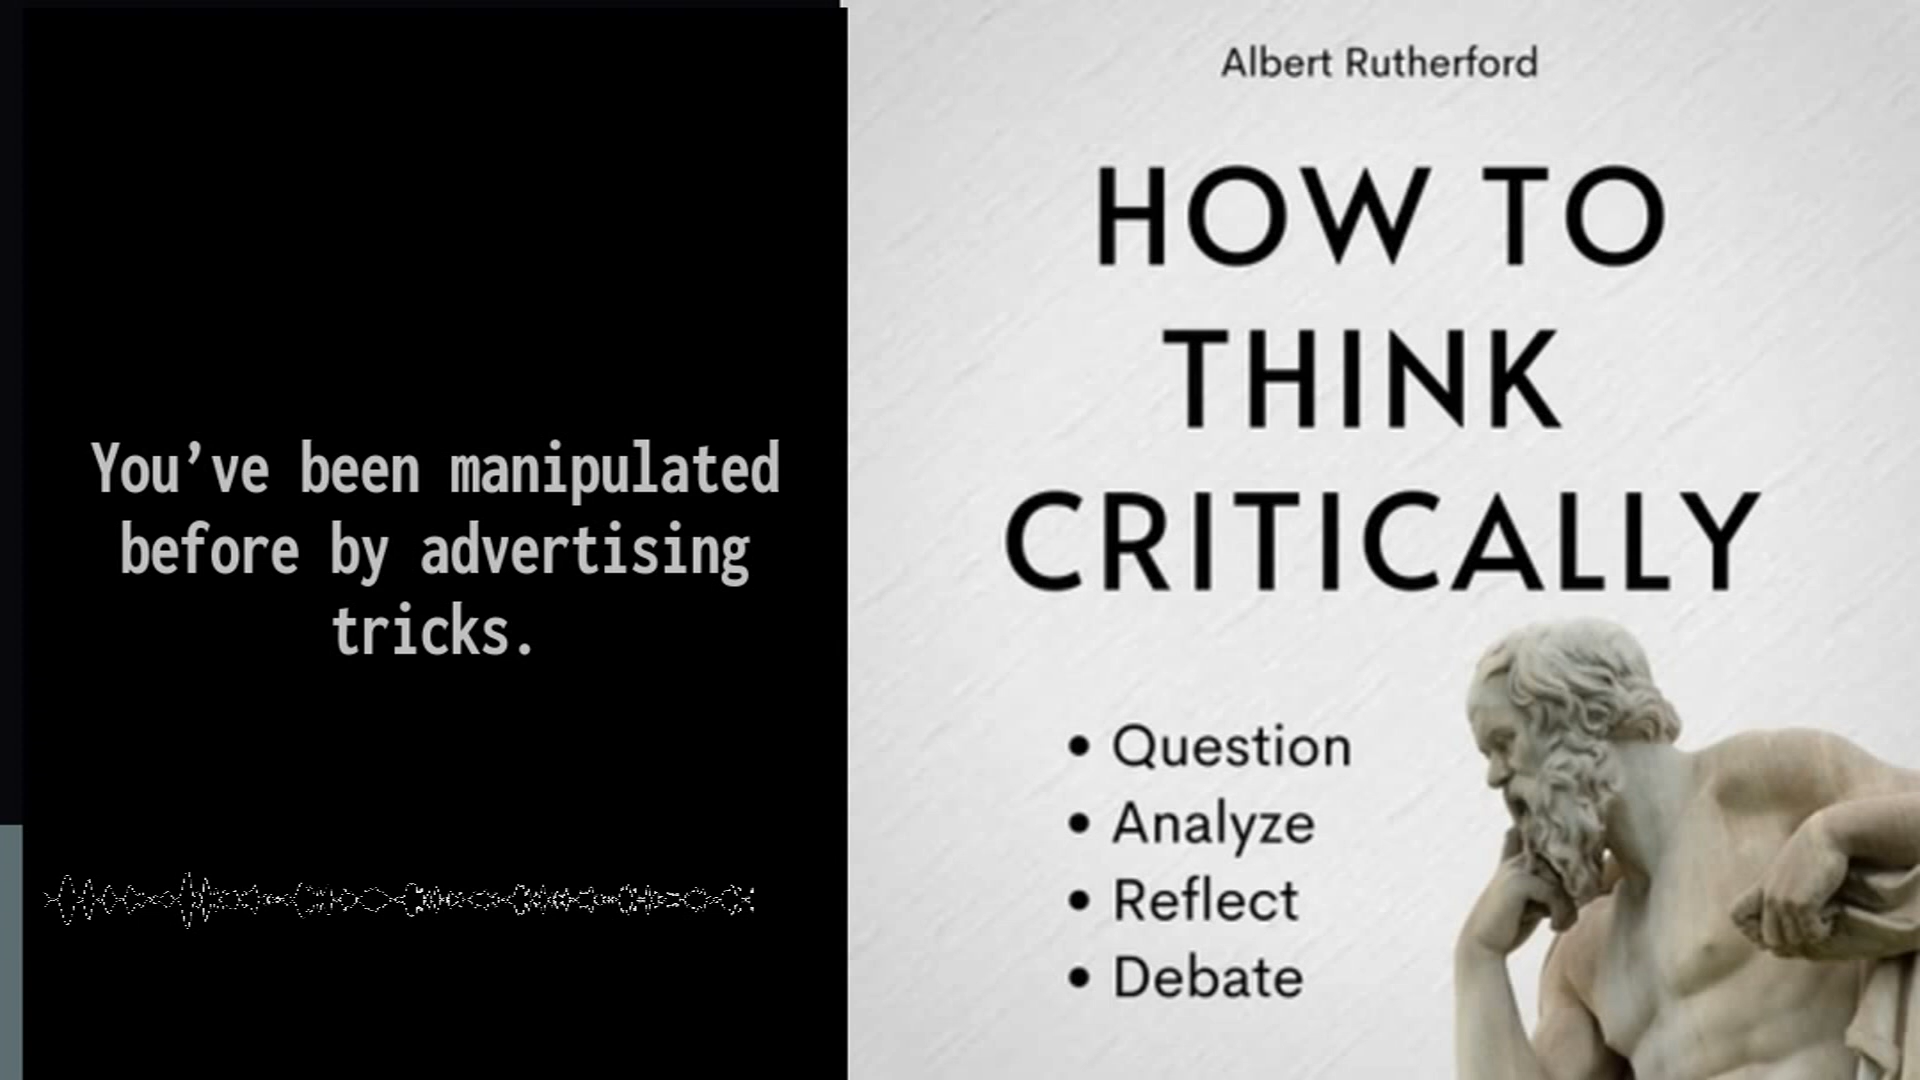 You’ve been manipulated
before by advertising
tricks.
Albert Rutherford
HOW TO
THINK
CRITICALLY
• Question
• Analyze
• Reflect
• Debate